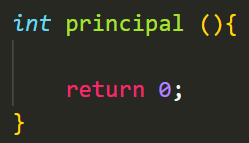 int principal (){
return 0;
}